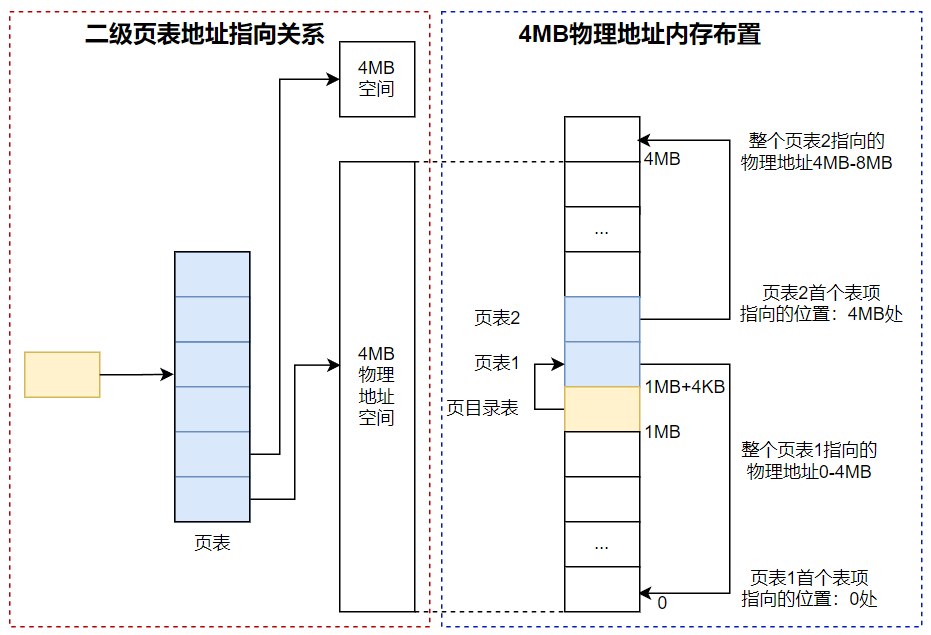 二级页表地址指向关系
4MB
空间
4MB
物理
地址
空间
页表
4MB物理地址内存布置
4MB
整个页表2指向的
物理地址4MB-8MB
...
页表2首个表项
指向的位置：4MB处
页表2
页表1
1MB+4KB
页目录表
1MB
整个页表1指向的
物理地址0-4MB
...
页表1首个表项
指向的位置：0处
0